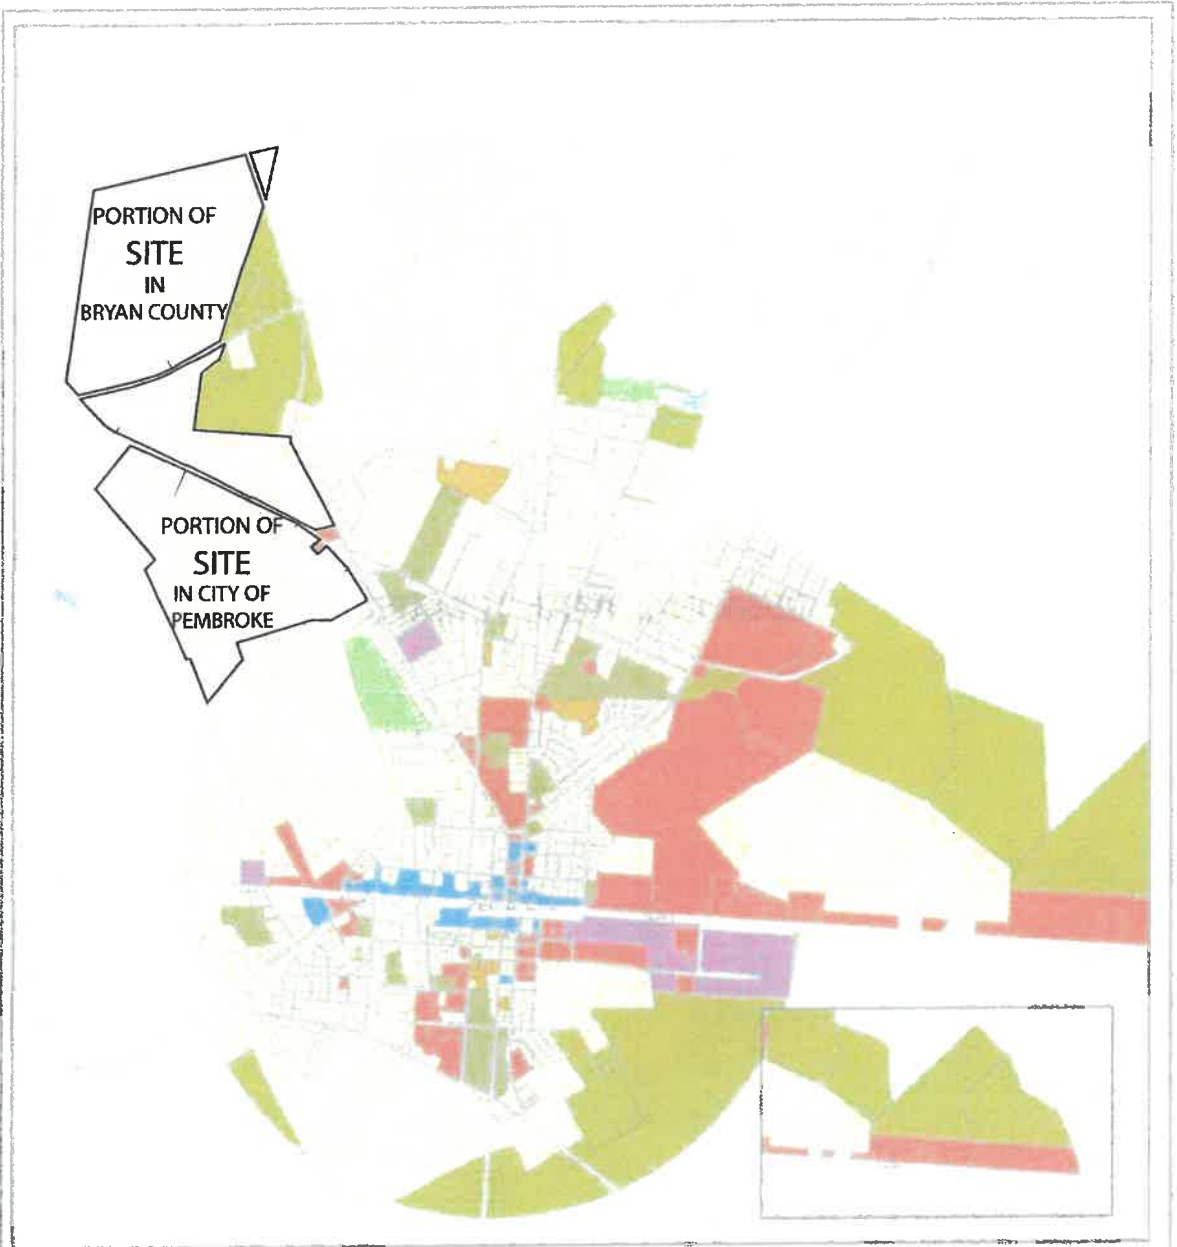 PORTION OF
SITE
IN
BRYAN COUNTY
PORTION OF
SITE
IN CITY OF
PEMBROKE